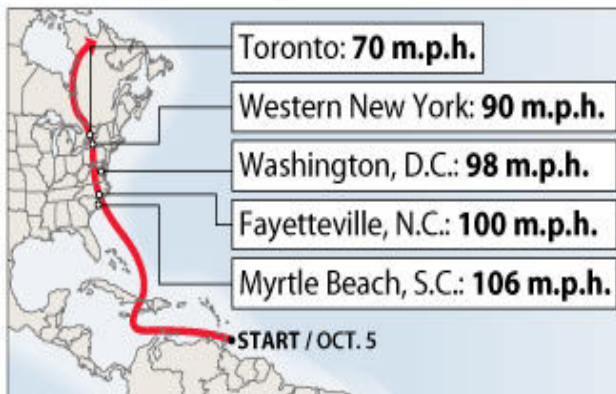 Toronto: 70 m.p.h.
Western New York: 90 m.p.h.
Washington, D.C.: 98 m.p.h.
Fayetteville, N.C.: 100 m.p.h.
Myrtle Beach, S.C.: 106 m.p.h.
START / OCT. 5